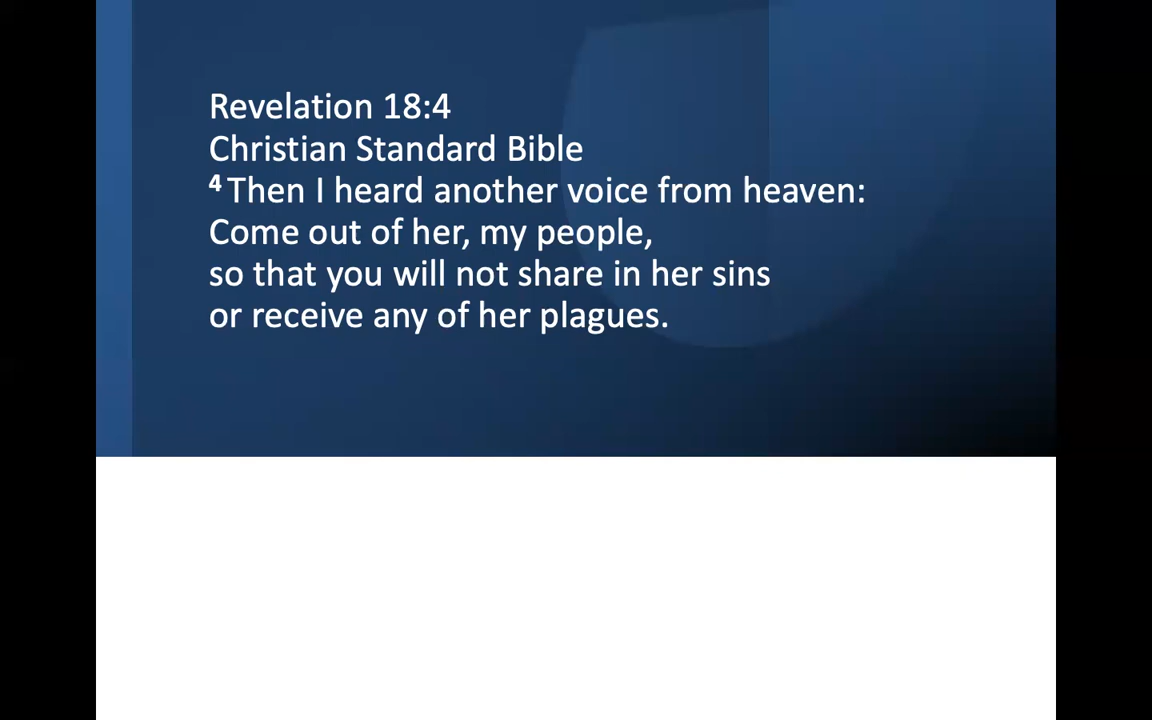 Revelation 18:4
Christian Standard Bible
⁴ Then I heard another voice from heaven:
Come out of her, my people,
so that you will not share in her sins
or receive any of her plagues.